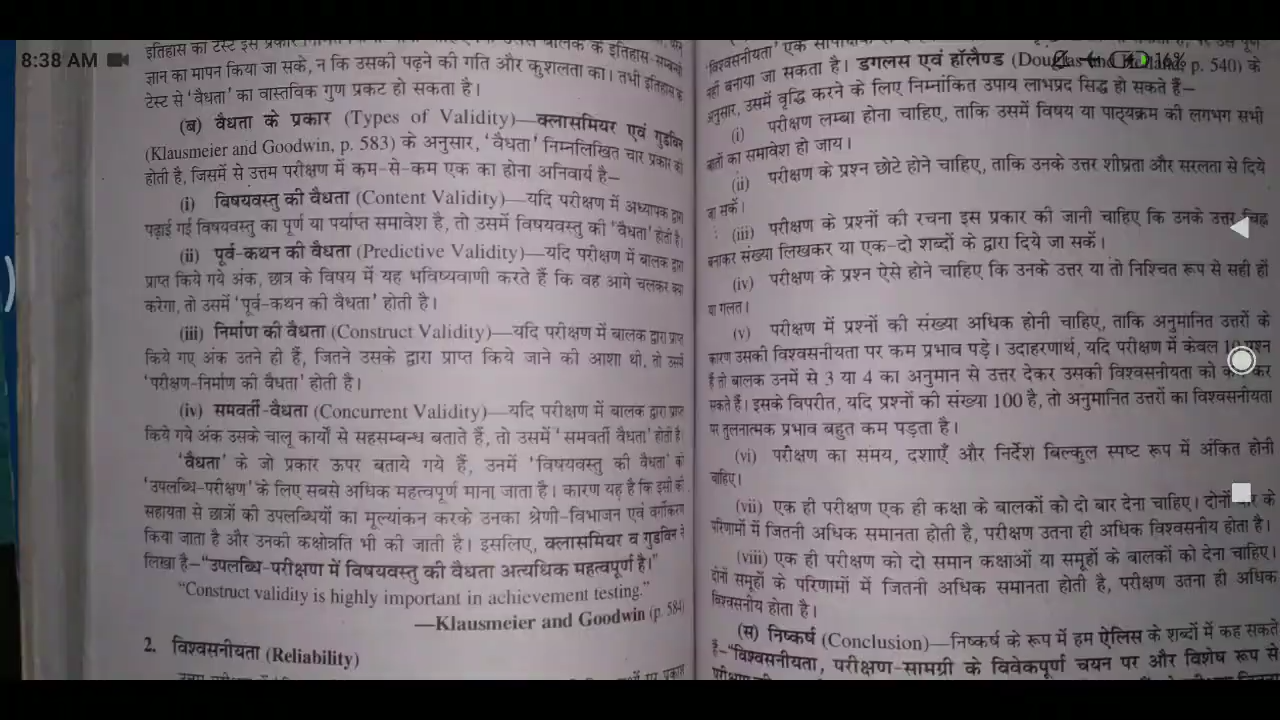 8:38 AM
इतिहास का टेस्ट इस प्रकार
ज्ञान का मापन किया जा सके, न कि उसकी पढ़ने की गति और कुशलता का। तभी इतिहास के
टेस्ट से 'वैधता' का वास्तविक गुण प्रकट हो सकता है।
(ब) वैधता के प्रकार (Types of Validity)—क्लासमियर एवं गुडविन
(Klausmeier and Goodwin, p. 583) के अनुसार, 'वैधता' निम्नलिखित चार प्रकार की
होती है, जिसमें से उत्तम परीक्षण में कम-से-कम एक का होना अनिवार्य है—
(i) विषयवस्तु की वैधता (Content Validity)—यदि परीक्षण में अध्यापक द्वारा
पढ़ाई गई विषयवस्तु का पूर्ण या पर्याप्त समावेश है, तो उसमें विषयवस्तु की 'वैधता' होती है।
(ii) पूर्व-कथन की वैधता (Predictive Validity)—यदि परीक्षण में बालक द्वारा
प्राप्त किये गये अंक, छात्र के विषय में यह भविष्यवाणी करते हैं कि वह आगे चलकर क्या
करेगा, तो उसमें 'पूर्व-कथन की वैधता' होती है।
(iii) निर्माण की वैधता (Construct Validity)—यदि परीक्षण में बालक द्वारा प्राप्त
किये गए अंक उतने ही हैं, जितने उसके द्वारा प्राप्त किये जाने की आशा थी, तो उसमें
'परीक्षण-निर्माण की वैधता' होती है।
(iv) समवर्ती-वैधता (Concurrent Validity)—यदि परीक्षण में बालक द्वारा प्राप्त
किये गये अंक उसके चालू कार्यों से सहसम्बन्ध बताते हैं, तो उसमें 'समवर्ती वैधता' होती है।
'वैधता' के जो प्रकार ऊपर बताये गये हैं, उनमें 'विषयवस्तु की वैधता' को
'उपलब्धि-परीक्षण' के लिए सबसे अधिक महत्वपूर्ण माना जाता है। कारण यह है कि इसी की
सहायता से छात्रों की उपलब्धियों का मूल्यांकन करके उनका श्रेणी-विभाजन एवं वर्गीकरण
किया जाता है और उनकी कक्षोन्नति भी की जाती है। इसलिए, क्लासमियर व गुडविन ने
लिखा है—"उपलब्धि-परीक्षण में विषयवस्तु की वैधता अत्यधिक महत्वपूर्ण है।"
"Construct validity is highly important in achievement testing."
—Klausmeier and Goodwin (p. 584)
2. विश्वसनीयता (Reliability)
'विश्वसनीयता' एक
नहीं बनाया जा सकता है। डगलस एवं हॉलैण्ड (Douglas p. 540) के
अनुसार, उसमें वृद्धि करने के लिए निम्नांकित उपाय लाभप्रद सिद्ध हो सकते हैं—
(i) परीक्षण लम्बा होना चाहिए, ताकि उसमें विषय या पाठ्यक्रम की लगभग सभी
बातों का समावेश हो जाय।
(ii) परीक्षण के प्रश्न छोटे होने चाहिए, ताकि उनके उत्तर शीघ्रता और सरलता से दिये
जा सकें।
(iii) परीक्षण के प्रश्नों की रचना इस प्रकार की जानी चाहिए कि उनके उत्तर चिह्न
बनाकर संख्या लिखकर या एक-दो शब्दों के द्वारा दिये जा सकें।
(iv) परीक्षण के प्रश्न ऐसे होने चाहिए कि उनके उत्तर या तो निश्चित रूप से सही हों
या गलत।
(v) परीक्षण में प्रश्नों की संख्या अधिक होनी चाहिए, ताकि अनुमानित उत्तरों के
कारण उसकी विश्वसनीयता पर कम प्रभाव पड़े। उदाहरणार्थ, यदि परीक्षण में केवल 10 प्रश्न
हैं तो बालक उनमें से 3 या 4 का अनुमान से उत्तर देकर उसकी विश्वसनीयता को कर
सकते हैं। इसके विपरीत, यदि प्रश्नों की संख्या 100 है, तो अनुमानित उत्तरों का विश्वसनीयता
पर तुलनात्मक प्रभाव बहुत कम पड़ता है।
(vi) परीक्षण का समय, दशाएँ और निर्देश बिल्कुल स्पष्ट रूप में अंकित होनी
चाहिए।
(vii) एक ही परीक्षण एक ही कक्षा के बालकों को दो बार देना चाहिए। दोनों बार के
परिणामों में जितनी अधिक समानता होती है, परीक्षण उतना ही अधिक विश्वसनीय होता है।
(viii) एक ही परीक्षण को दो समान कक्षाओं या समूहों के बालकों को देना चाहिए।
दोनों समूहों के परिणामों में जितनी अधिक समानता होती है, परीक्षण उतना ही अधिक
विश्वसनीय होता है।
(स) निष्कर्ष (Conclusion)—निष्कर्ष के रूप में हम ऐलिस के शब्दों में कह सकते
है—"विश्वसनीयता, परीक्षण-सामग्री के विवेकपूर्ण चयन पर और विशेष रूप से